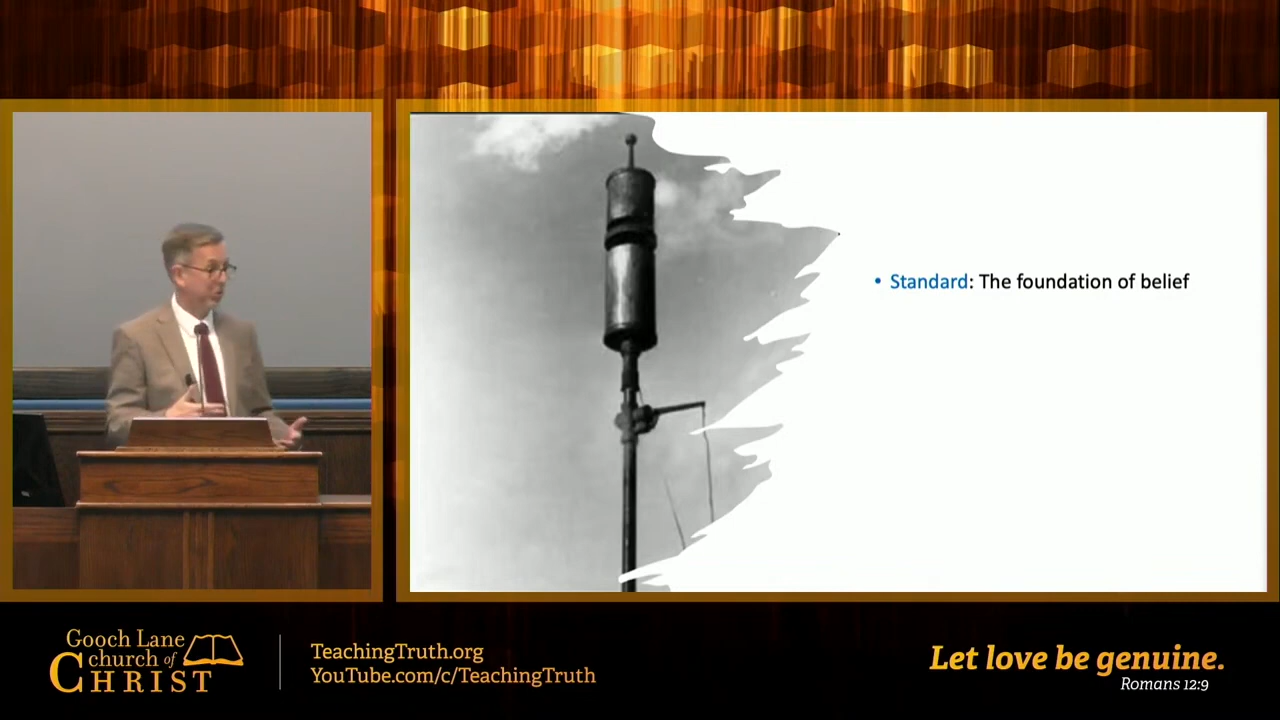 • Standard: The foundation of belief
Gooch Lane
church of
CHRIST
TeachingTruth.org
YouTube.com/c/TeachingTruth
Let love be genuine.
Romans 12:9